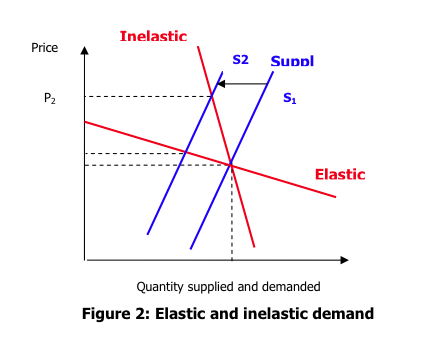 Inelastic
Price
S2
Suppl
P2
S1
Elastic
Quantity supplied and demanded
Figure 2: Elastic and inelastic demand